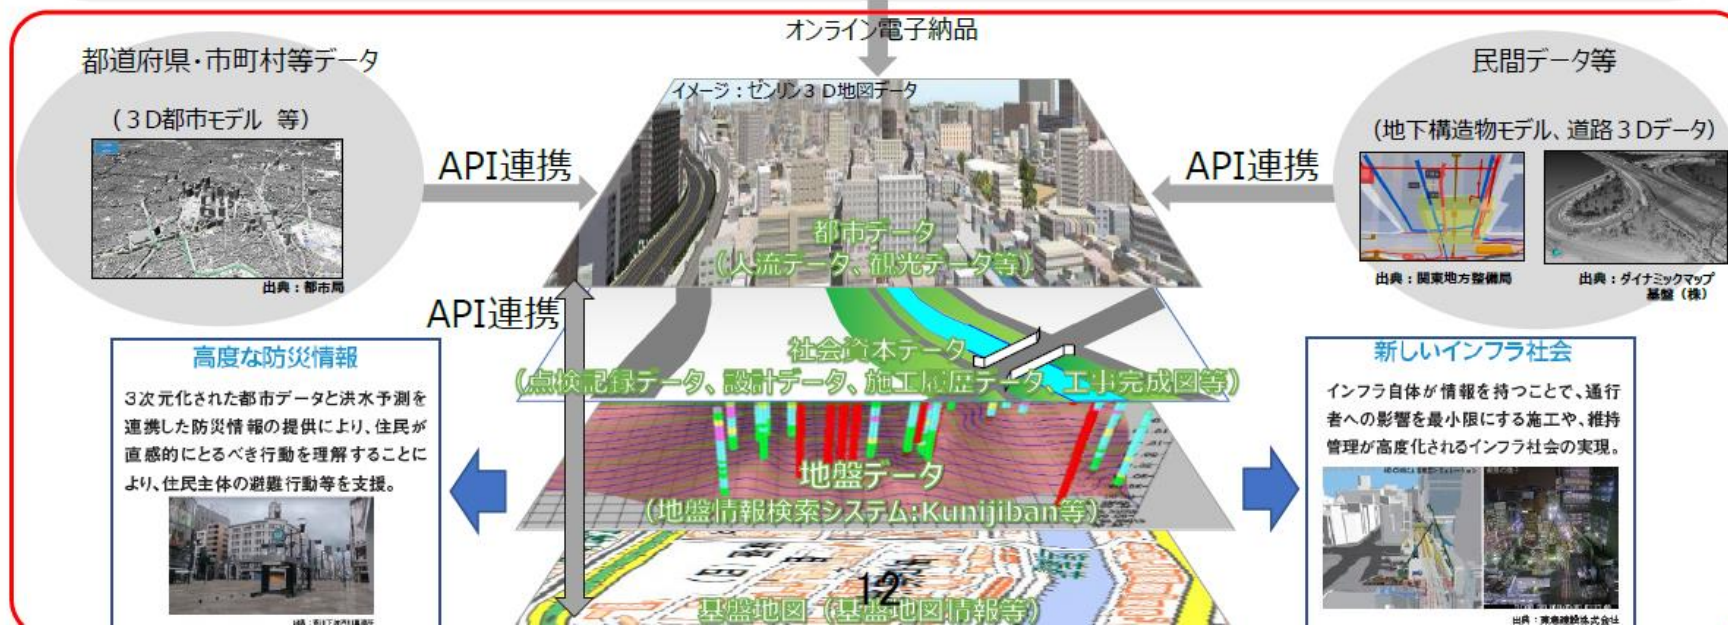 オンライン電子納品
都道府県・市町村等データ
(3D都市モデル 等)
出典：都市局
API連携
イメージ：ゼンリン3D地図データ
都市データ
(人流データ、観光データ等)
API連携
民間データ等
(地下構造物モデル、道路3Dデータ)
出典：関東地方整備局
出典：ダイナミックマップ
基盤（株）
API連携
社会資本データ
(点検記録データ、設計データ、施工履歴データ、工事完成図等)
地盤データ
(地盤情報検索システム:Kunijiban等)
基盤地図（基盤地図情報等）
12
高度な防災情報
3次元化された都市データと洪水予測を
連携した防災情報の提供により、住民が
直感的にとるべき行動を理解することに
より、住民主体の避難行動等を支援。
新しいインフラ社会
インフラ自体が情報を持つことで、通行
者への影響を最小限にする施工や、維持
管理が高度化されるインフラ社会の実現。
出典：東急建設株式会社